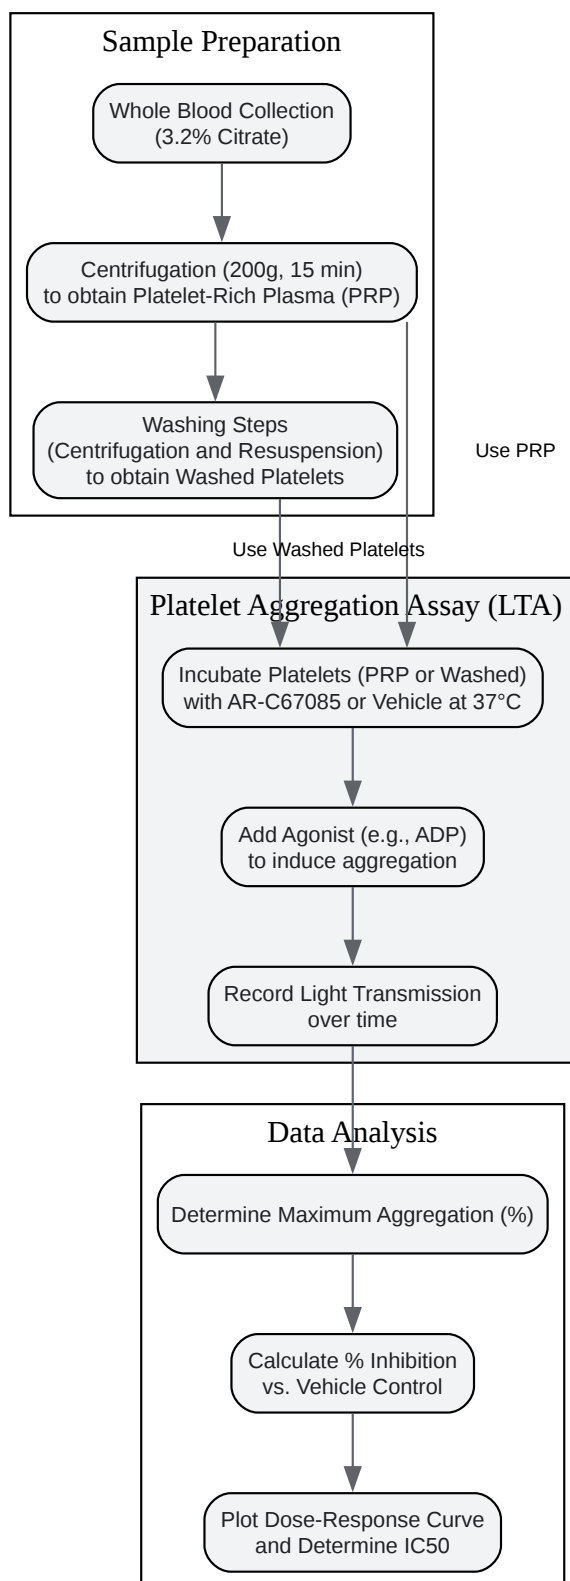 Sample Preparation
Whole Blood Collection
(3.2% Citrate)
Centrifugation (200g, 15 min)
to obtain Platelet-Rich Plasma (PRP)
Washing Steps
(Centrifugation and Resuspension)
to obtain Washed Platelets
Use PRP
Use Washed Platelets
Platelet Aggregation Assay (LTA)
Incubate Platelets (PRP or Washed)
with AR-C67085 or Vehicle at 37°C
Add Agonist (e.g., ADP)
to induce aggregation
Record Light Transmission
over time
Data Analysis
Determine Maximum Aggregation (%)
Calculate % Inhibition
vs. Vehicle Control
Plot Dose-Response Curve
and Determine IC50